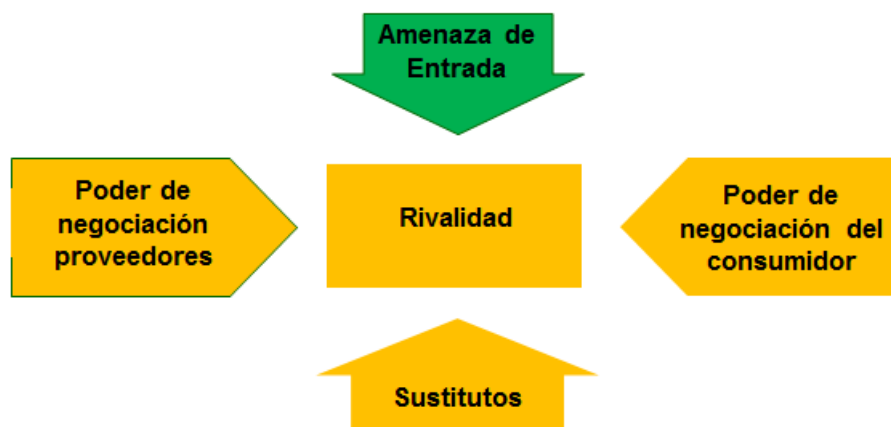 Amenaza de
Entrada
Poder de
negociación
proveedores
Rivalidad
Poder de
negociación del
consumidor
Sustitutos